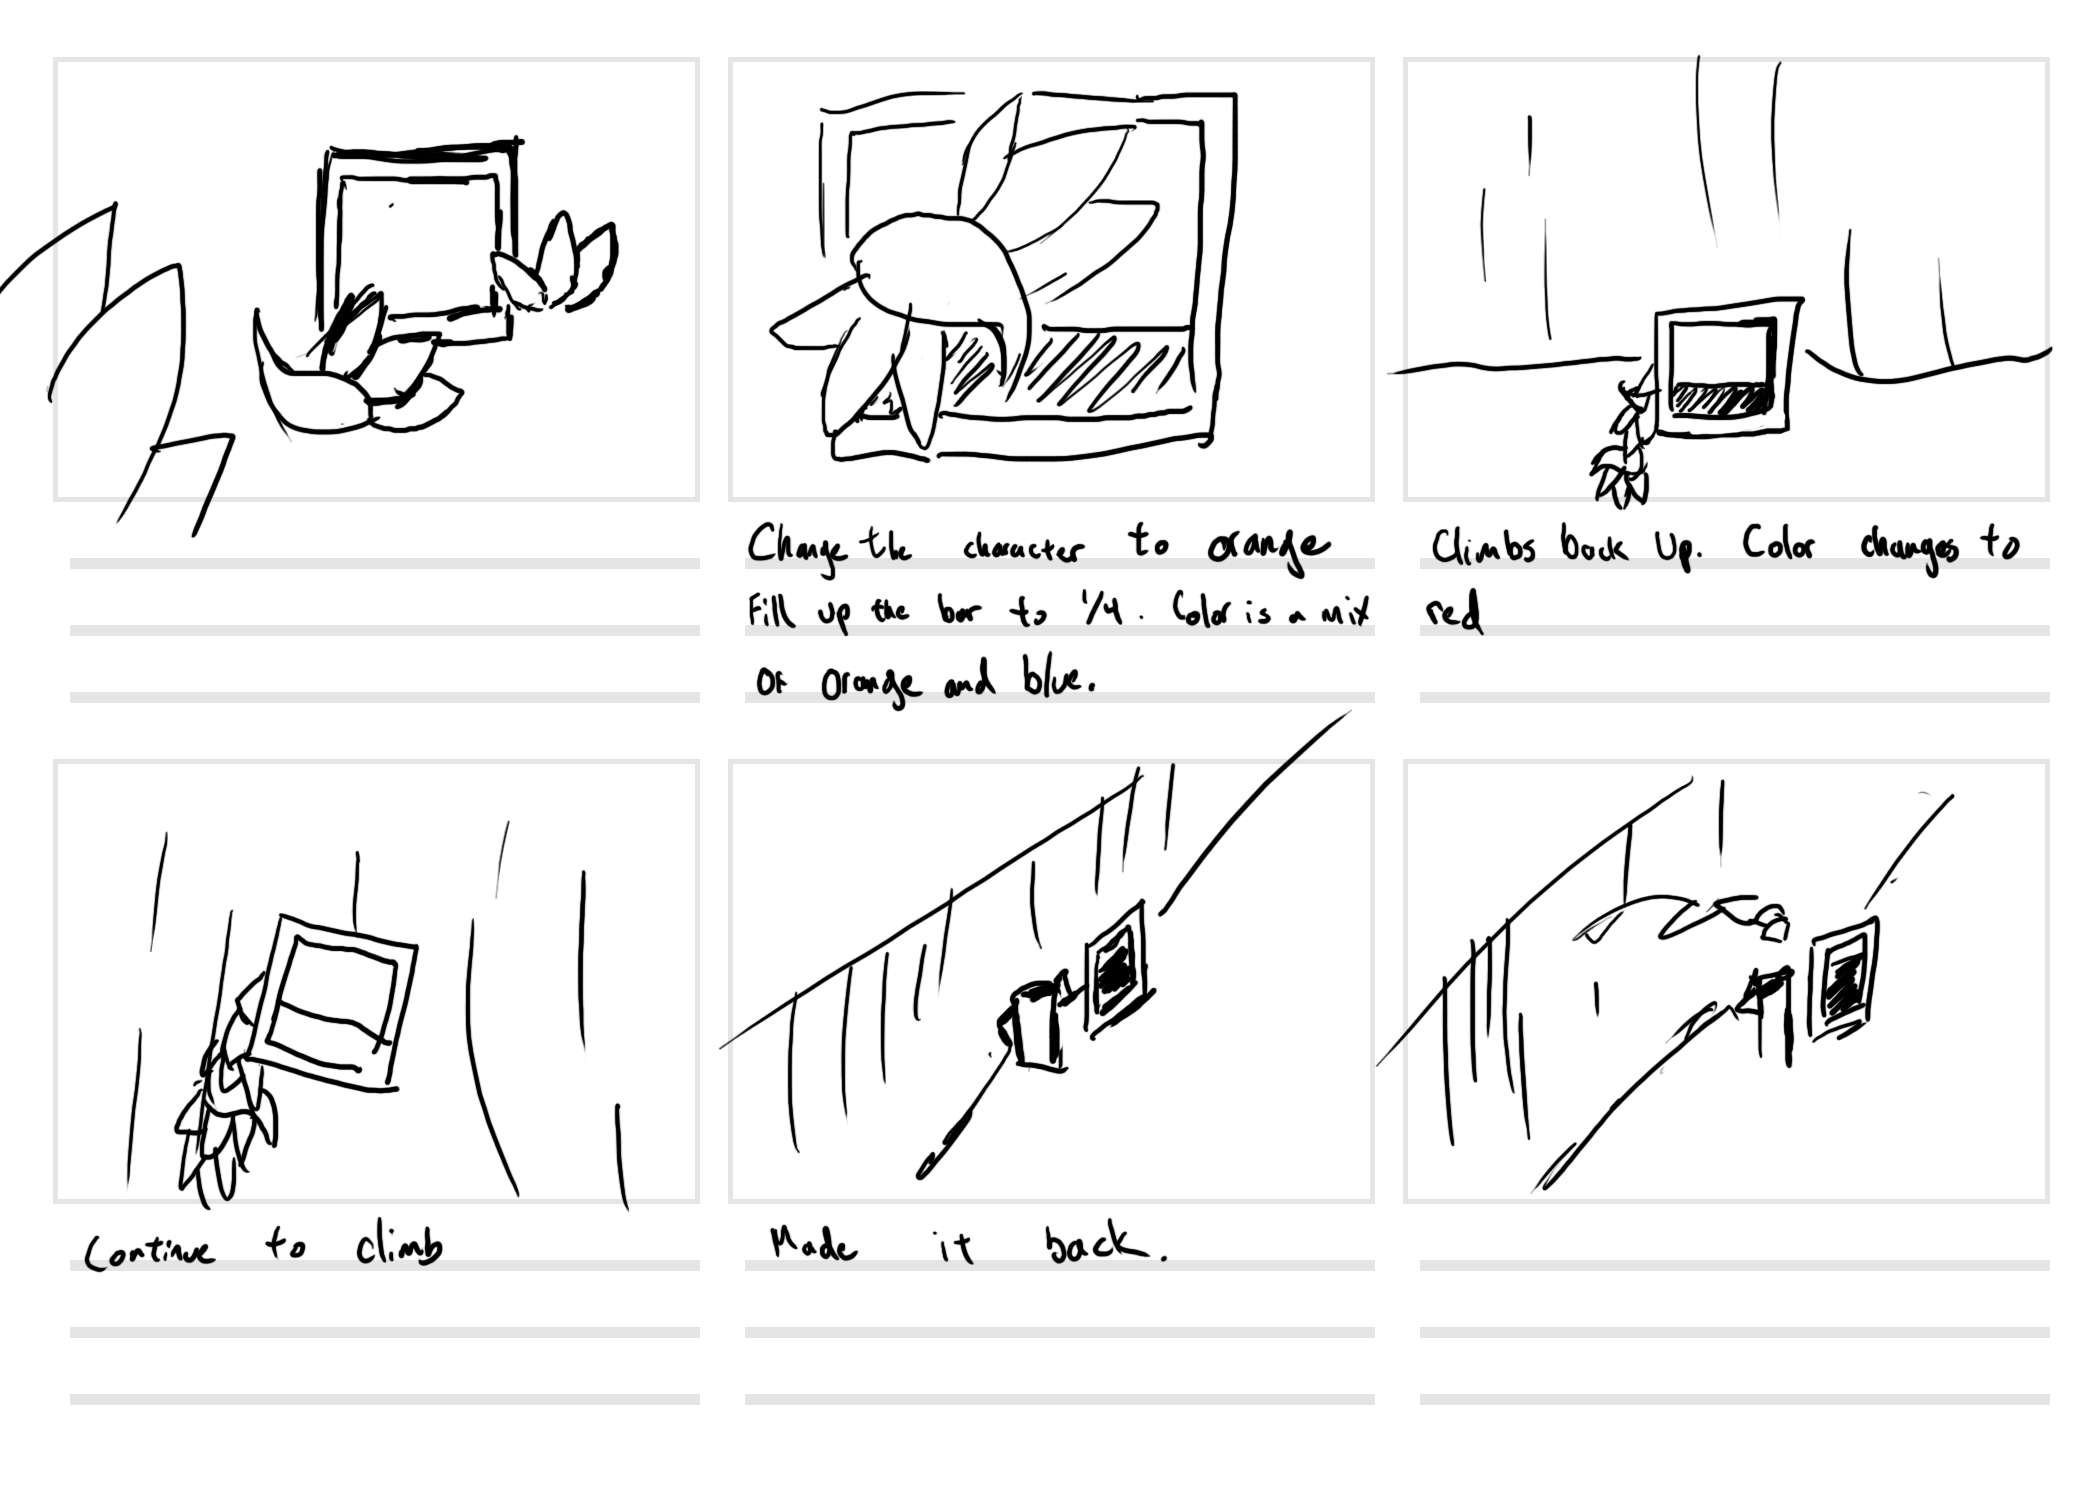 Change the character to orange
Fill up the bar to 1/4. Color is a mix
of orange and blue.
Climbs back Up. Color changes to
red
Continue to climb
Made it back.